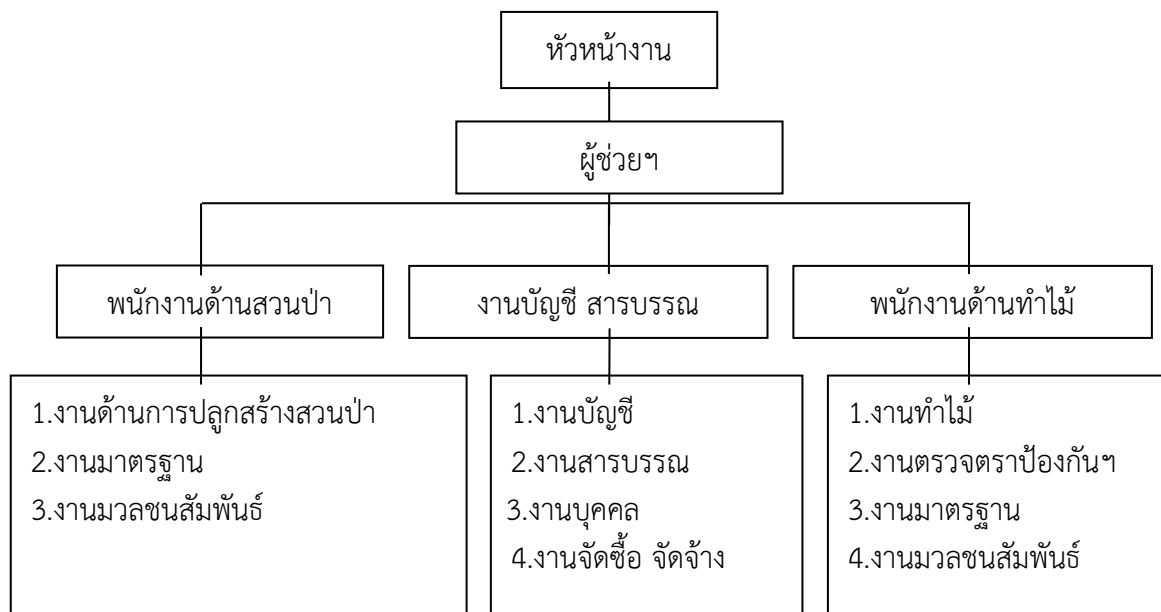 หัวหน้างาน
ผู้ช่วยฯ
พนักงานด้านสวนป่า
งานบัญชี สารบรรณ
พนักงานด้านทำไม้
1.งานด้านการปลูกสร้างสวนป่า
2.งานมาตรฐาน
3.งานมวลชนสัมพันธ์
1.งานบัญชี
2.งานสารบรรณ
3.งานบุคคล
4.งานจัดซื้อ จัดจ้าง
1.งานทำไม้
2.งานตรวจตราป้องกันฯ
3.งานมาตรฐาน
4.งานมวลชนสัมพันธ์